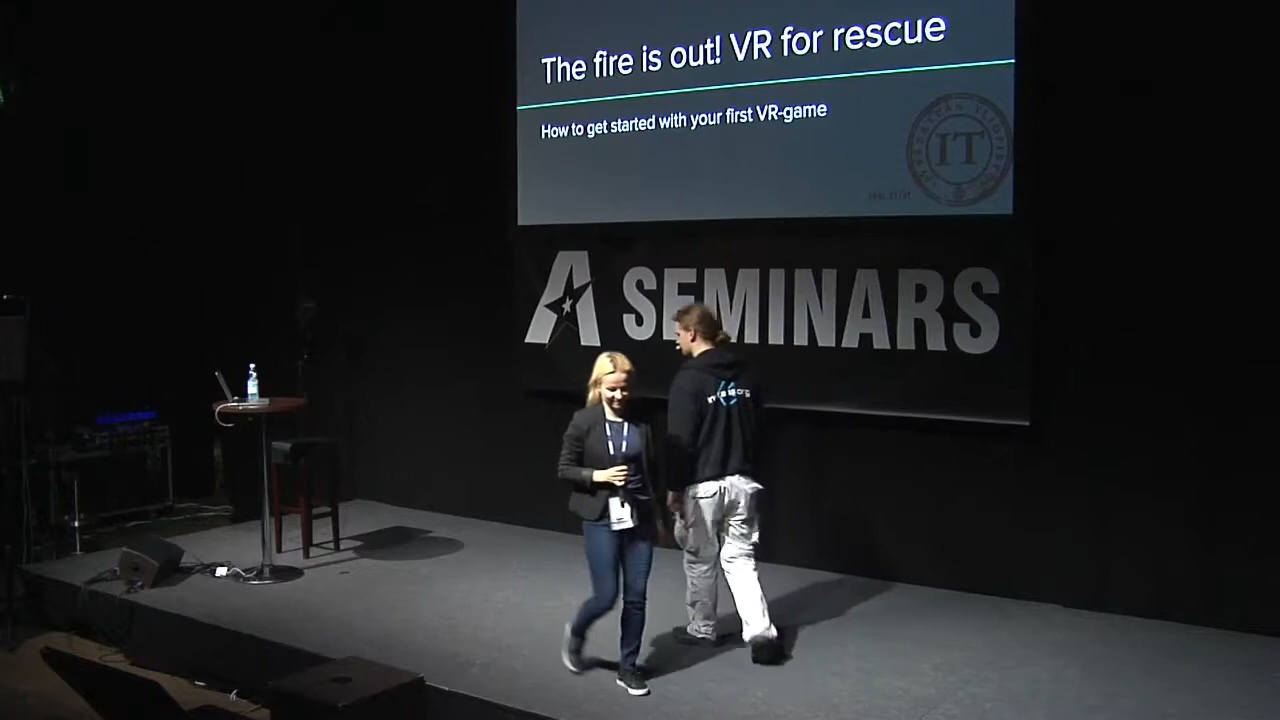 The fire is out! VR for rescue
How to get started with your first VR-game
IT
A SEMINARS